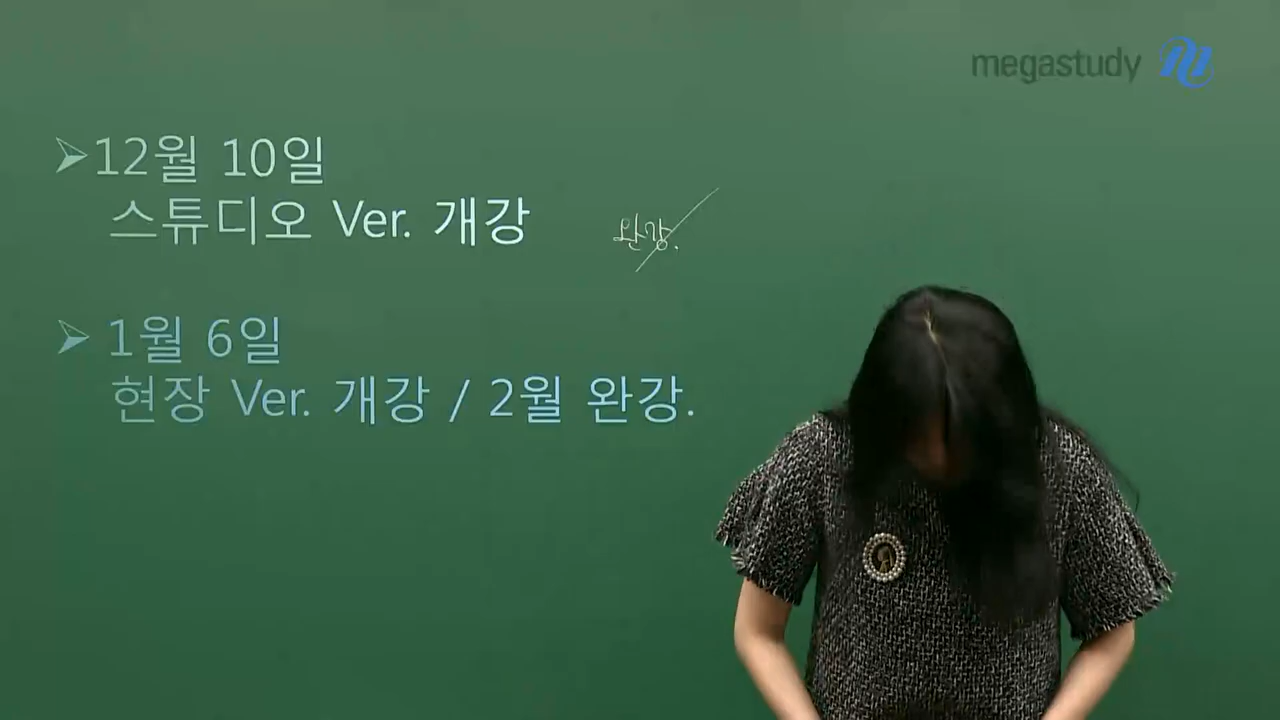 megastudy
➢12월 10일
스튜디오 Ver. 개강
완강.
➢ 1월 6일
현장 Ver. 개강 / 2월 완강.